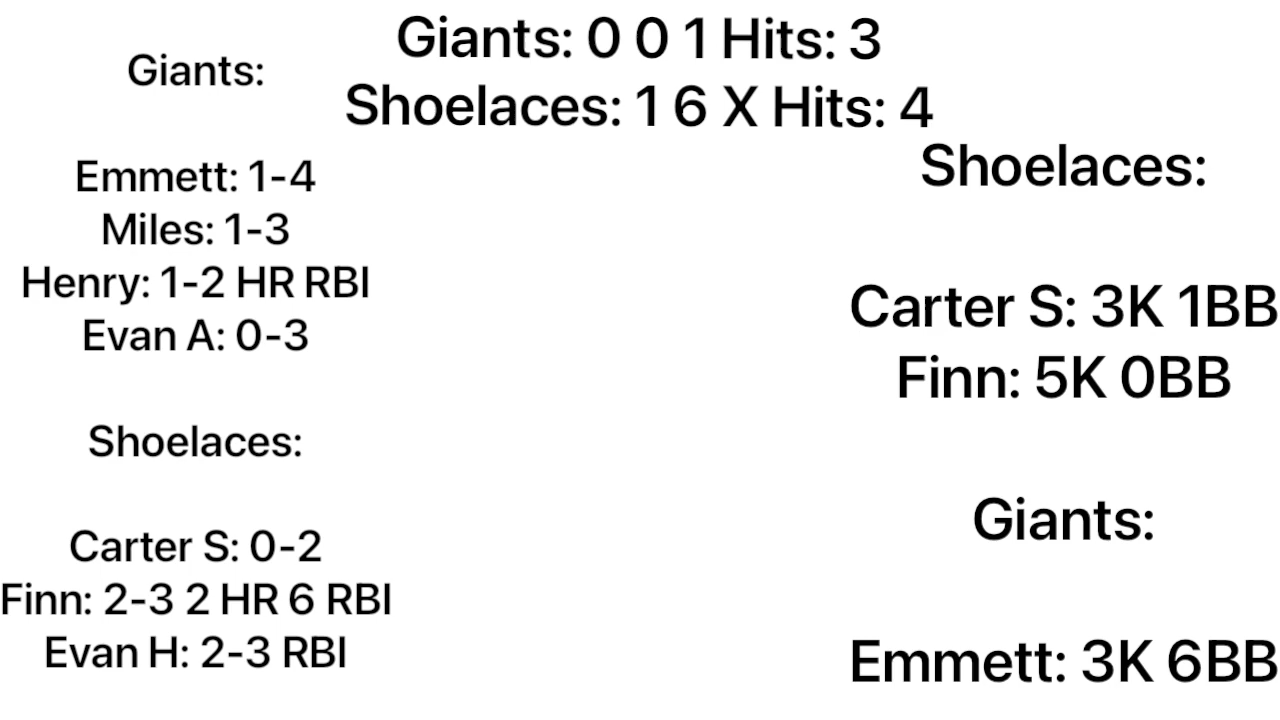 Giants: 0 0 1 Hits: 3
Shoelaces: 1 6 X Hits: 4
Giants:
Emmett: 1-4
Miles: 1-3
Henry: 1-2 HR RBI
Evan A: 0-3
Shoelaces:
Carter S: 0-2
Finn: 2-3 2 HR 6 RBI
Evan H: 2-3 RBI
Shoelaces:
Carter S: 3K 1BB
Finn: 5K 0BB
Giants:
Emmett: 3K 6BB